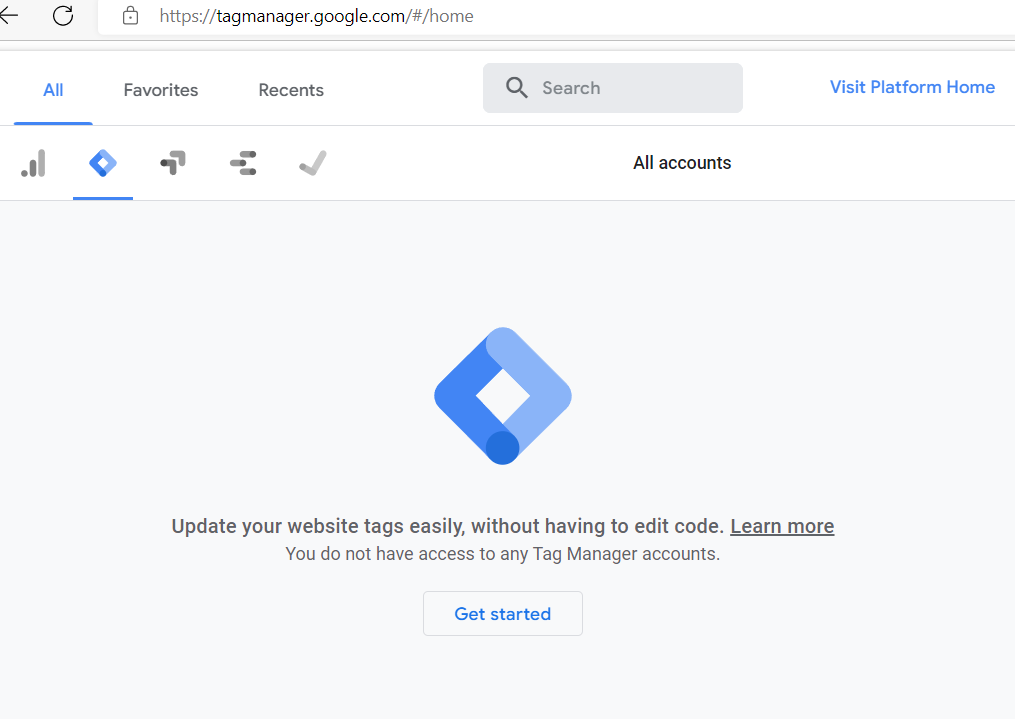 https://tagmanager.google.com/#/home
All Favorites Recents Search Visit Platform Home
All accounts
Update your website tags easily, without having to edit code. Learn more
You do not have access to any Tag Manager accounts.
Get started